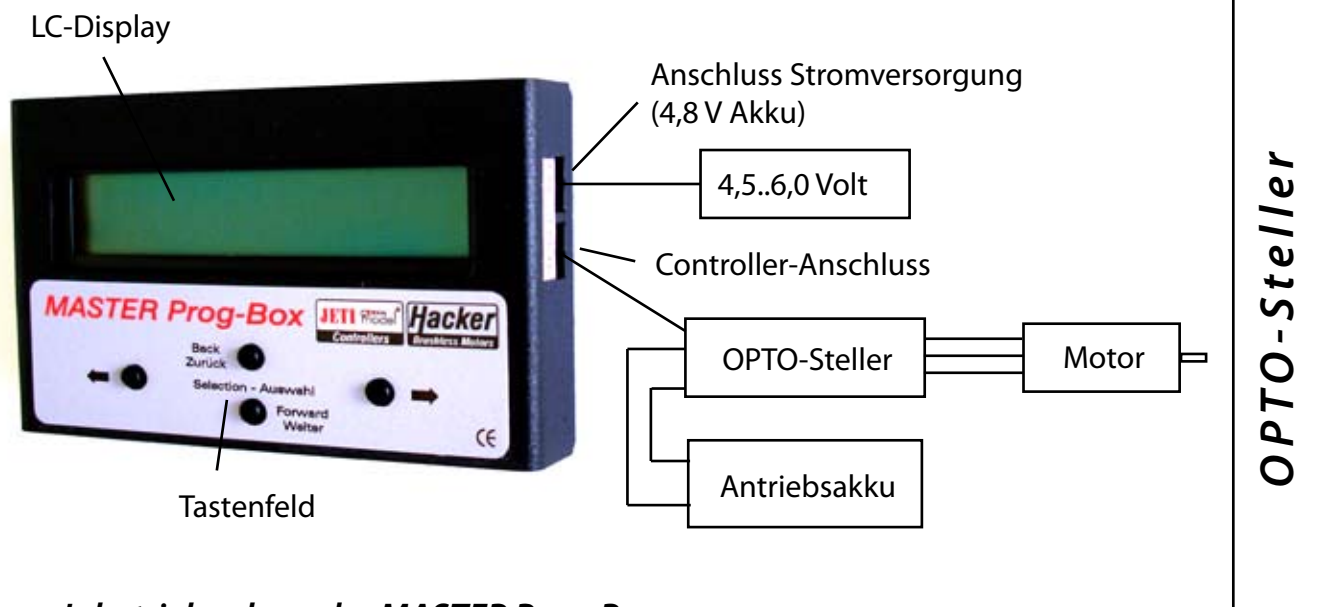 LC-Display
Anschluss Stromversorgung
(4,8 V Akku)
4,5..6,0 Volt
Controller-Anschluss
MASTER Prog-Box
JETI model
Controllers
Hacker
Brushless Motors
Back
Zurück
Selection - Auswahl
Forward
Weiter
CE
OPTO-Steller
Motor
Antriebsakku
Tastenfeld
OPTO-Steller